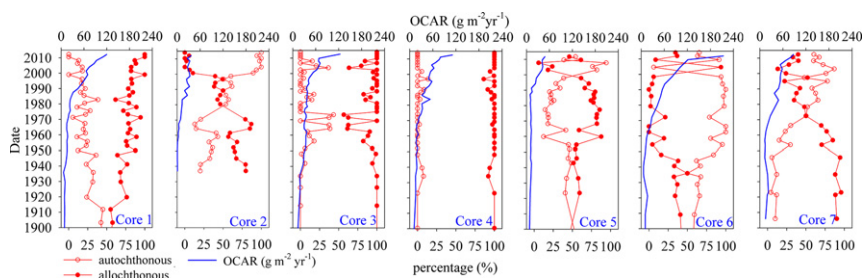 OCAR (g m⁻²yr⁻¹)
0 60 120 180 240 0 60 120 180 240 0 60 120 180 240 0 60 120 180 240 0 60 120 180 240 0 60 120 180 240 0 60 120 180 240
2010
2000
1990
1980
1970
1960
1950
1940
1930
1920
1910
1900
Date
Core 1 Core 2 Core 3 Core 4 Core 5 Core 6 Core 7
0 25 50 75 100 0 25 50 75 100 0 25 50 75 100 0 25 50 75 100 0 25 50 75 100 0 25 50 75 100 0 25 50 75 100
autochthonous OCAR (g m⁻²yr⁻¹) percentage (%)
allochthonous